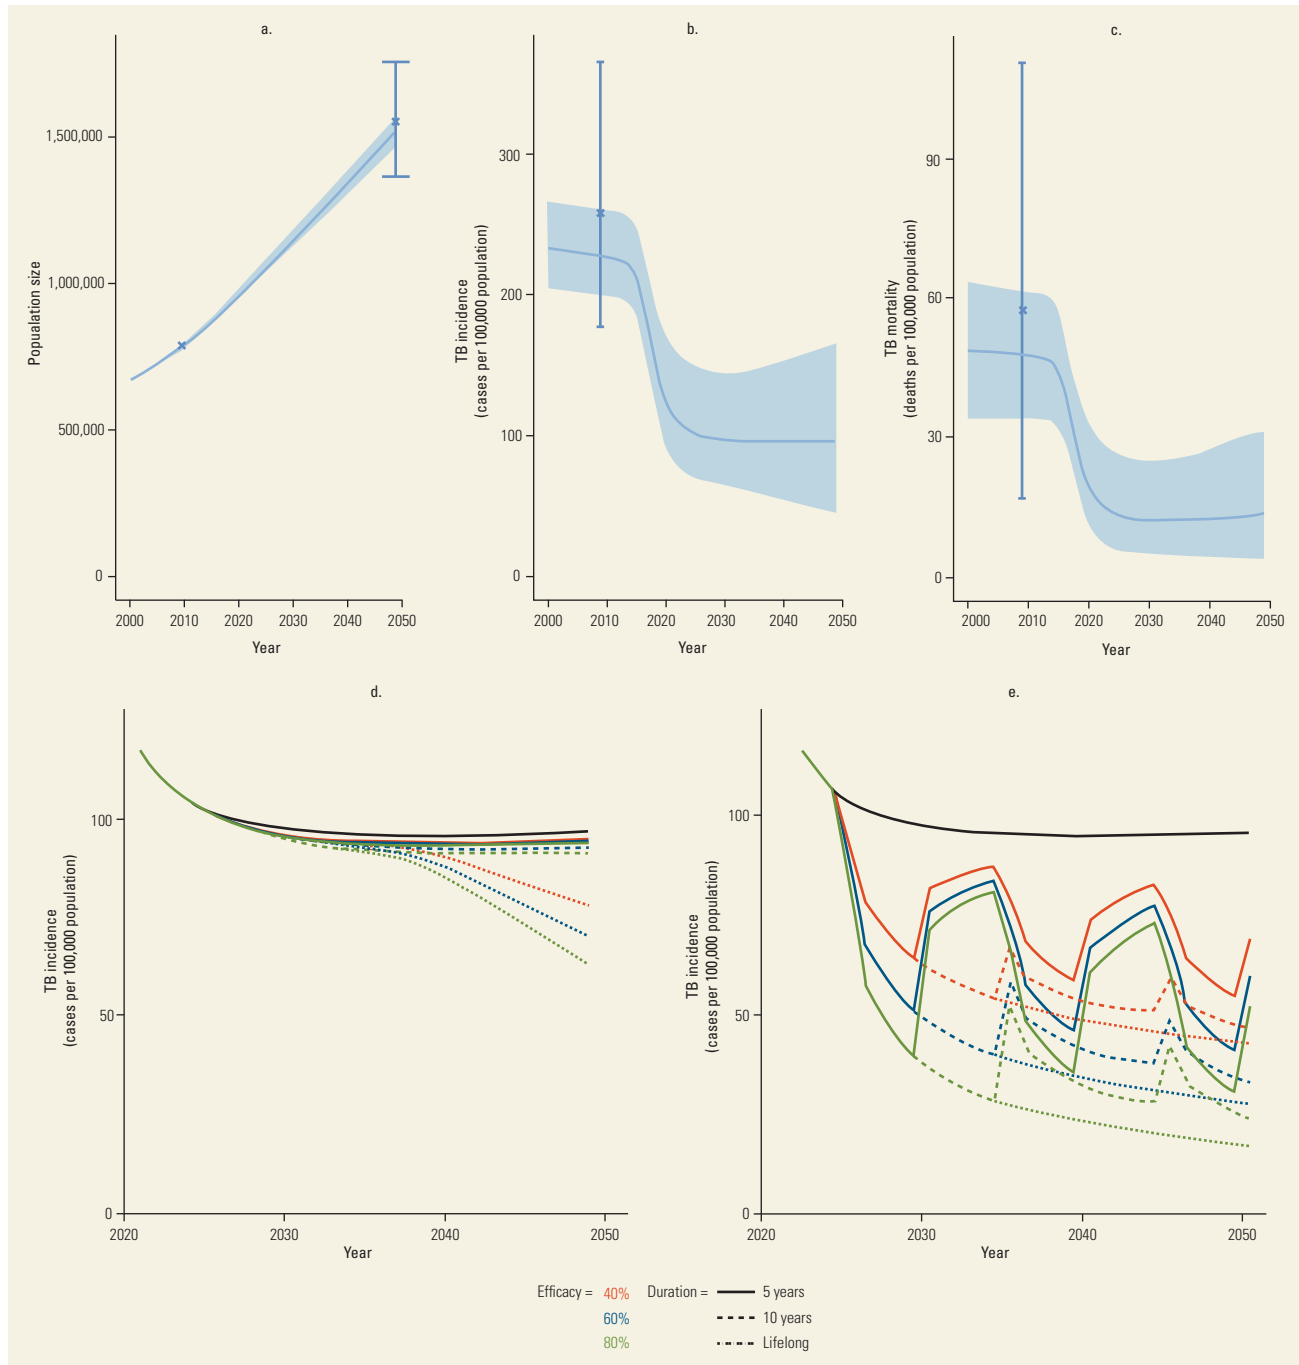 a.
Popualation size
1,500,000
1,000,000
500,000
0
2000 2010 2020 2030 2040 2050
Year
b.
TB incidence
(cases per 100,000 population)
300
200
100
0
2000 2010 2020 2030 2040 2050
Year
c.
TB mortality
(deaths per 100,000 population)
90
60
30
0
2000 2010 2020 2030 2040 2050
Year
d.
TB incidence
(cases per 100,000 population)
100
50
0
2020 2030 2040 2050
Year
e.
TB incidence
(cases per 100,000 population)
100
50
0
2020 2030 2040 2050
Year
Efficacy = 40% Duration = 5 years
60% 10 years
80% Lifelong